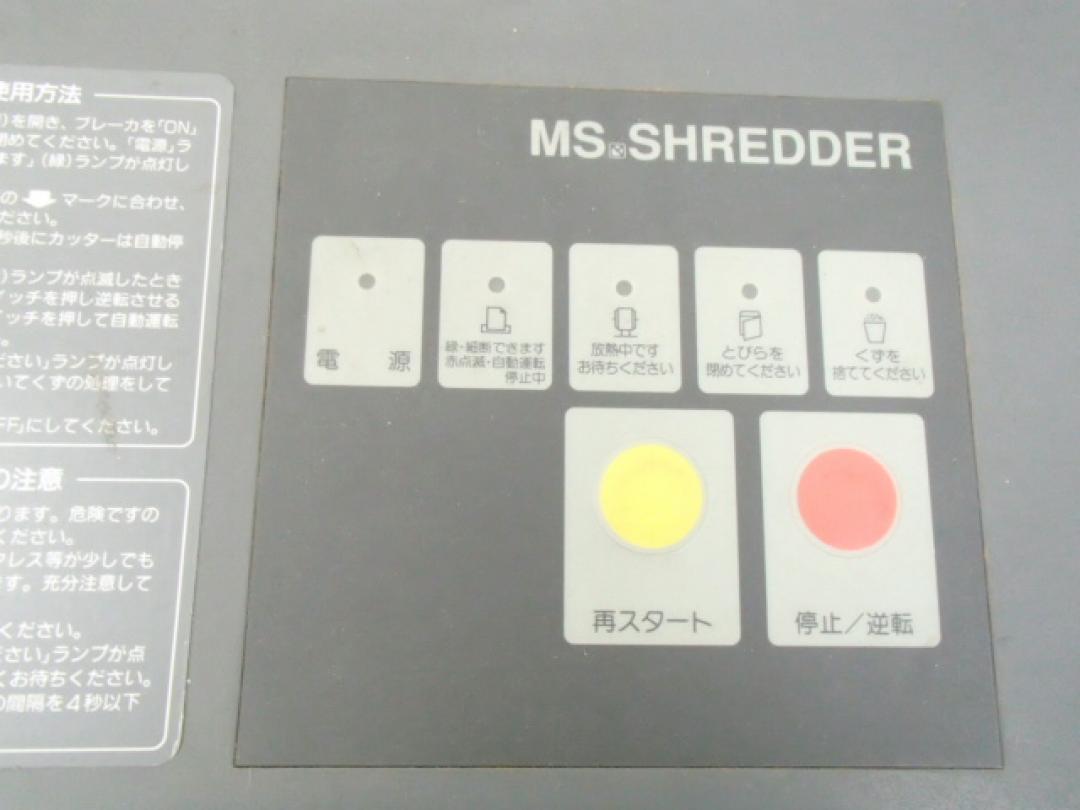 使用方法
)を開き、ブレーカを「ON」
閉めてください。「電源」ラ
ます」(緑)ランプが点灯し
の マークに合わせ、
ださい。
秒後にカッターは自動停
)ランプが点滅したとき
イッチを押し逆転させる
イッチを押して自動運転
。
ださい」ランプが点灯し
いてくずの処理をして
FF」にしてください。
の注意
ります。危険ですの
ください。
クレス等が少しでも
ます。充分注意して
ください。
ださい」ランプが点
くお待ちください。
の間隔を4秒以下
MS SHREDDER
電 源
緑・細断できます
赤点滅・自動運転
停止中
放熱中です
お待ちください
とびらを
閉めてください
くずを
捨ててください
再スタート
停止/逆転